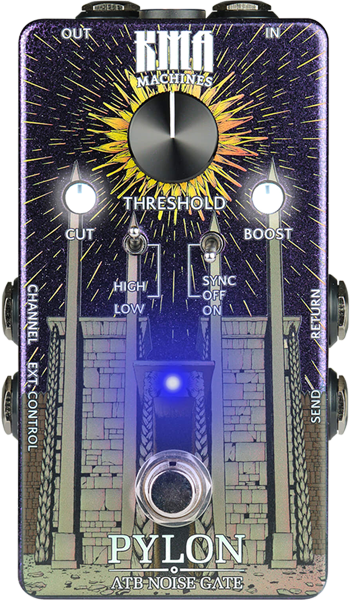 OUT
IN
KMA
MACHINES
THRESHOLD
CUT
BOOST
HIGH
LOW
SYNC
OFF
ON
CHANNEL
EXT. CONTROL
RETURN
SEND
PYLON
ATB NOISE GATE